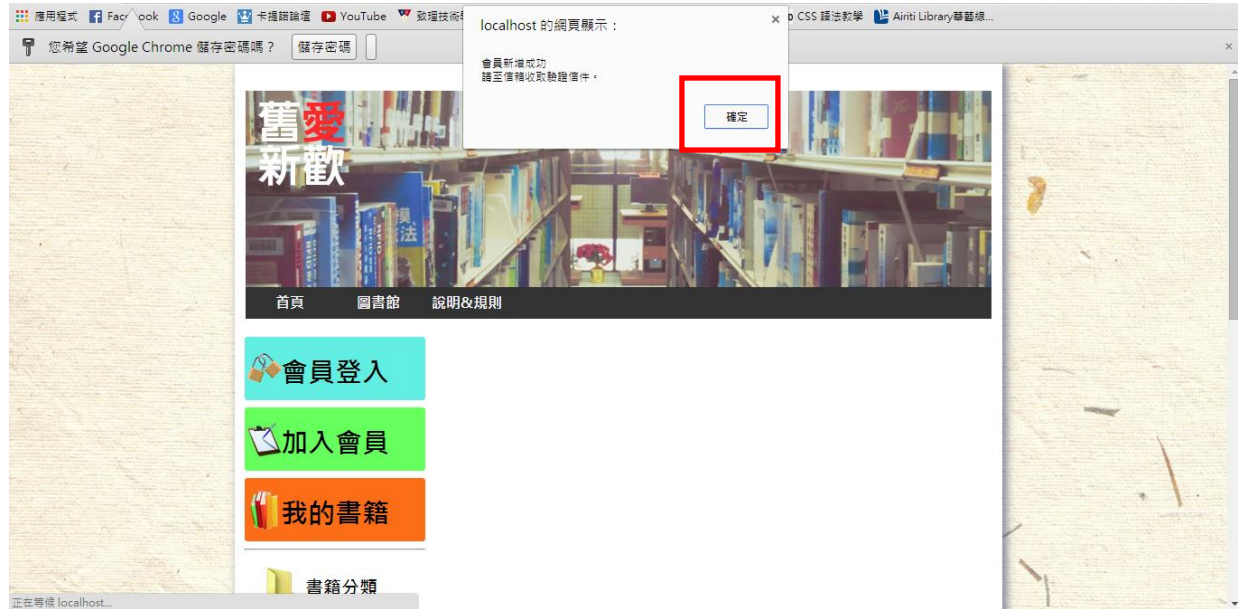 應用程式 Facebook Google 卡提諾論壇 YouTube 致理技術學 CSS 語法教學 Airiti Library華藝線...
您希望 Google Chrome 儲存密碼嗎？ 儲存密碼
localhost 的網頁顯示：
會員新增成功
請至信箱收取驗證信件。
確定
舊愛
新歡
首頁 圖書館 說明&規則
會員登入
加入會員
我的書籍
書籍分類
正在等候 localhost...